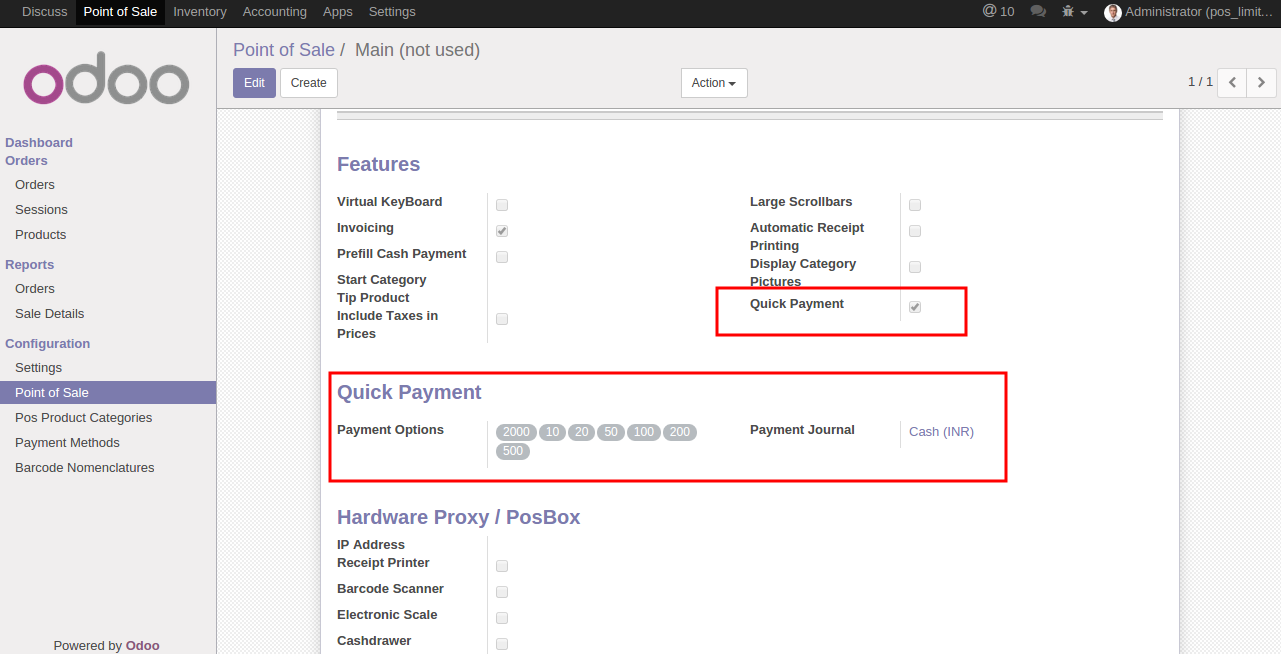 Discuss Point of Sale Inventory Accounting Apps Settings
@ 10 Administrator (pos_limit...
odoo
Dashboard
Orders
Orders
Sessions
Products
Reports
Orders
Sale Details
Configuration
Settings
Point of Sale
Pos Product Categories
Payment Methods
Barcode Nomenclatures
Powered by Odoo
Point of Sale / Main (not used)
Edit Create Action 1 / 1
Features
Virtual KeyBoard
Invoicing
Prefill Cash Payment
Start Category
Tip Product
Include Taxes in
Prices
Large Scrollbars
Automatic Receipt
Printing
Display Category
Pictures
Quick Payment
Quick Payment
Payment Options
2000 10 20 50 100 200
500
Payment Journal Cash (INR)
Hardware Proxy / PosBox
IP Address
Receipt Printer
Barcode Scanner
Electronic Scale
Cashdrawer